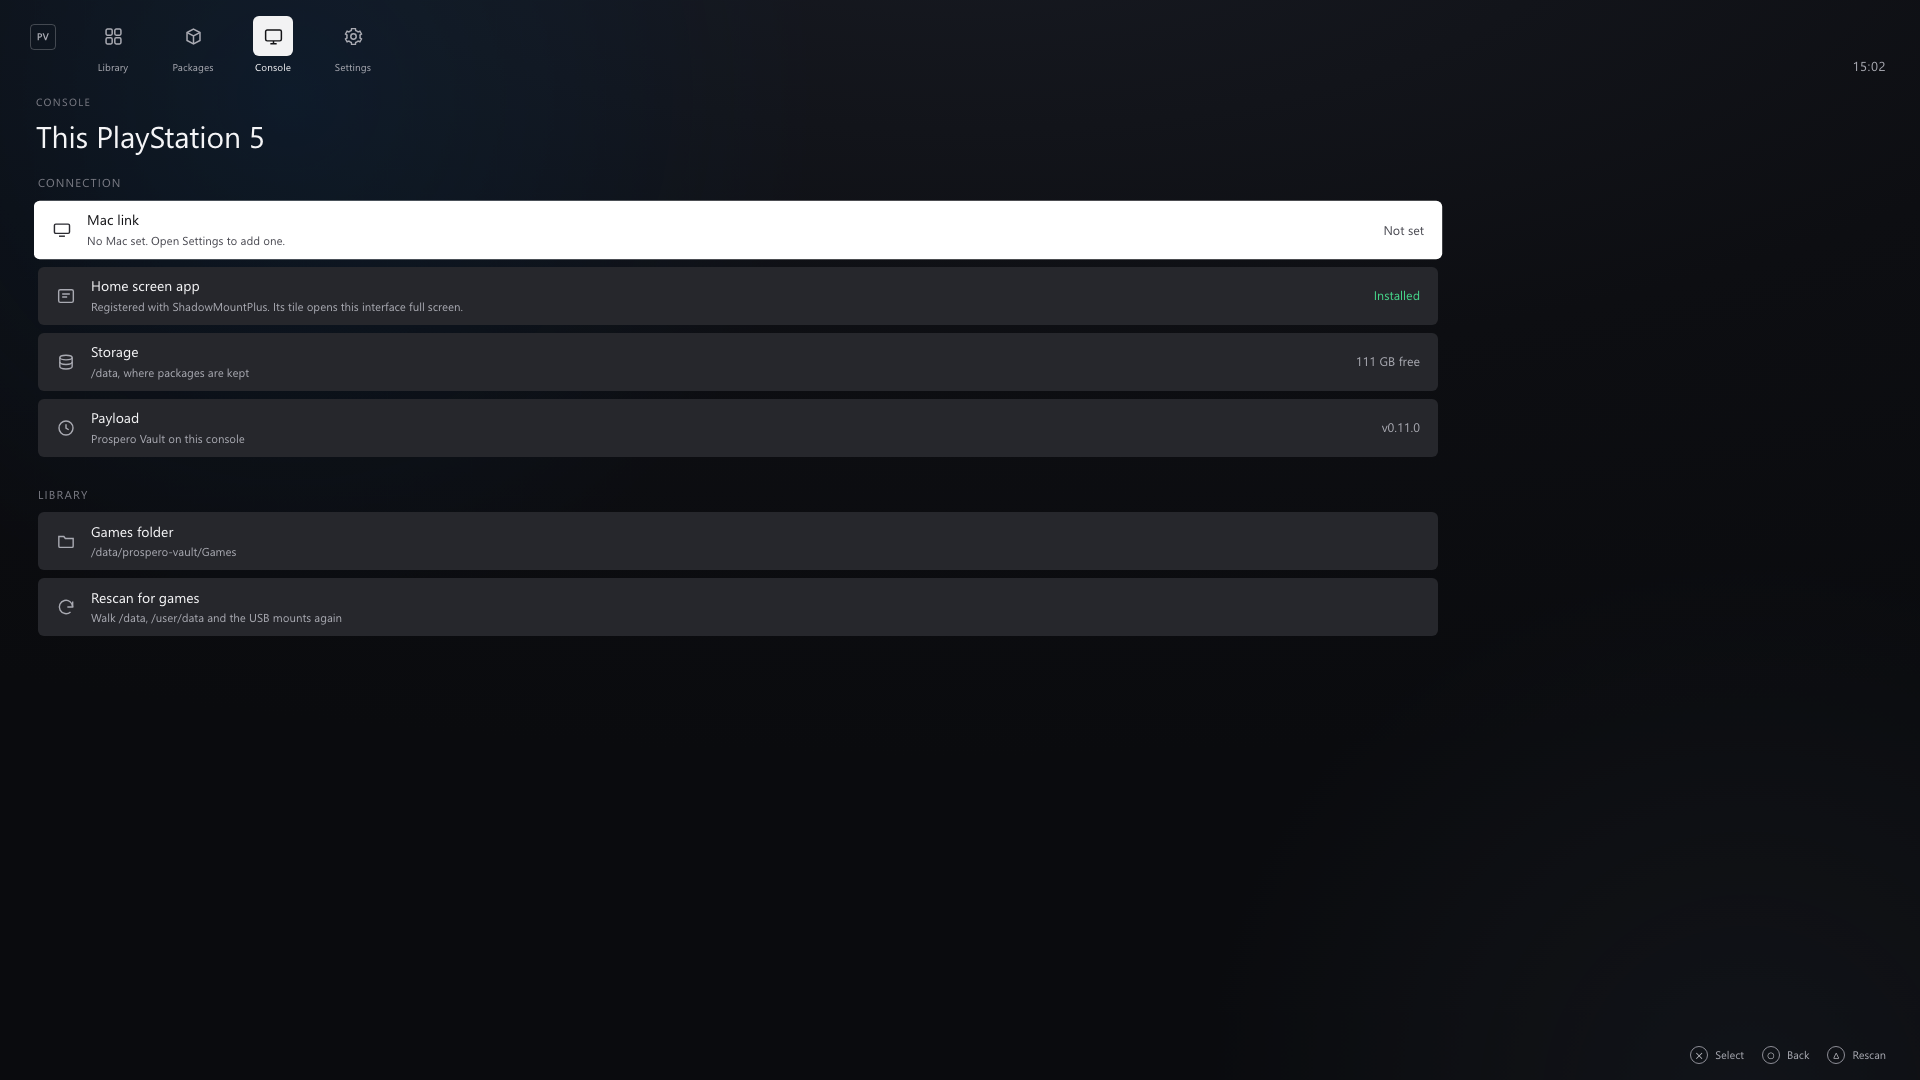 PV
Library
Packages
Console
Settings
15:02
CONSOLE
This PlayStation 5
CONNECTION
Mac link
No Mac set. Open Settings to add one.
Not set
Home screen app
Registered with ShadowMountPlus. Its tile opens this interface full screen.
Installed
Storage
/data, where packages are kept
111 GB free
Payload
Prospero Vault on this console
v0.11.0
LIBRARY
Games folder
/data/prospero-vault/Games
Rescan for games
Walk /data, /user/data and the USB mounts again
Select
Back
Rescan